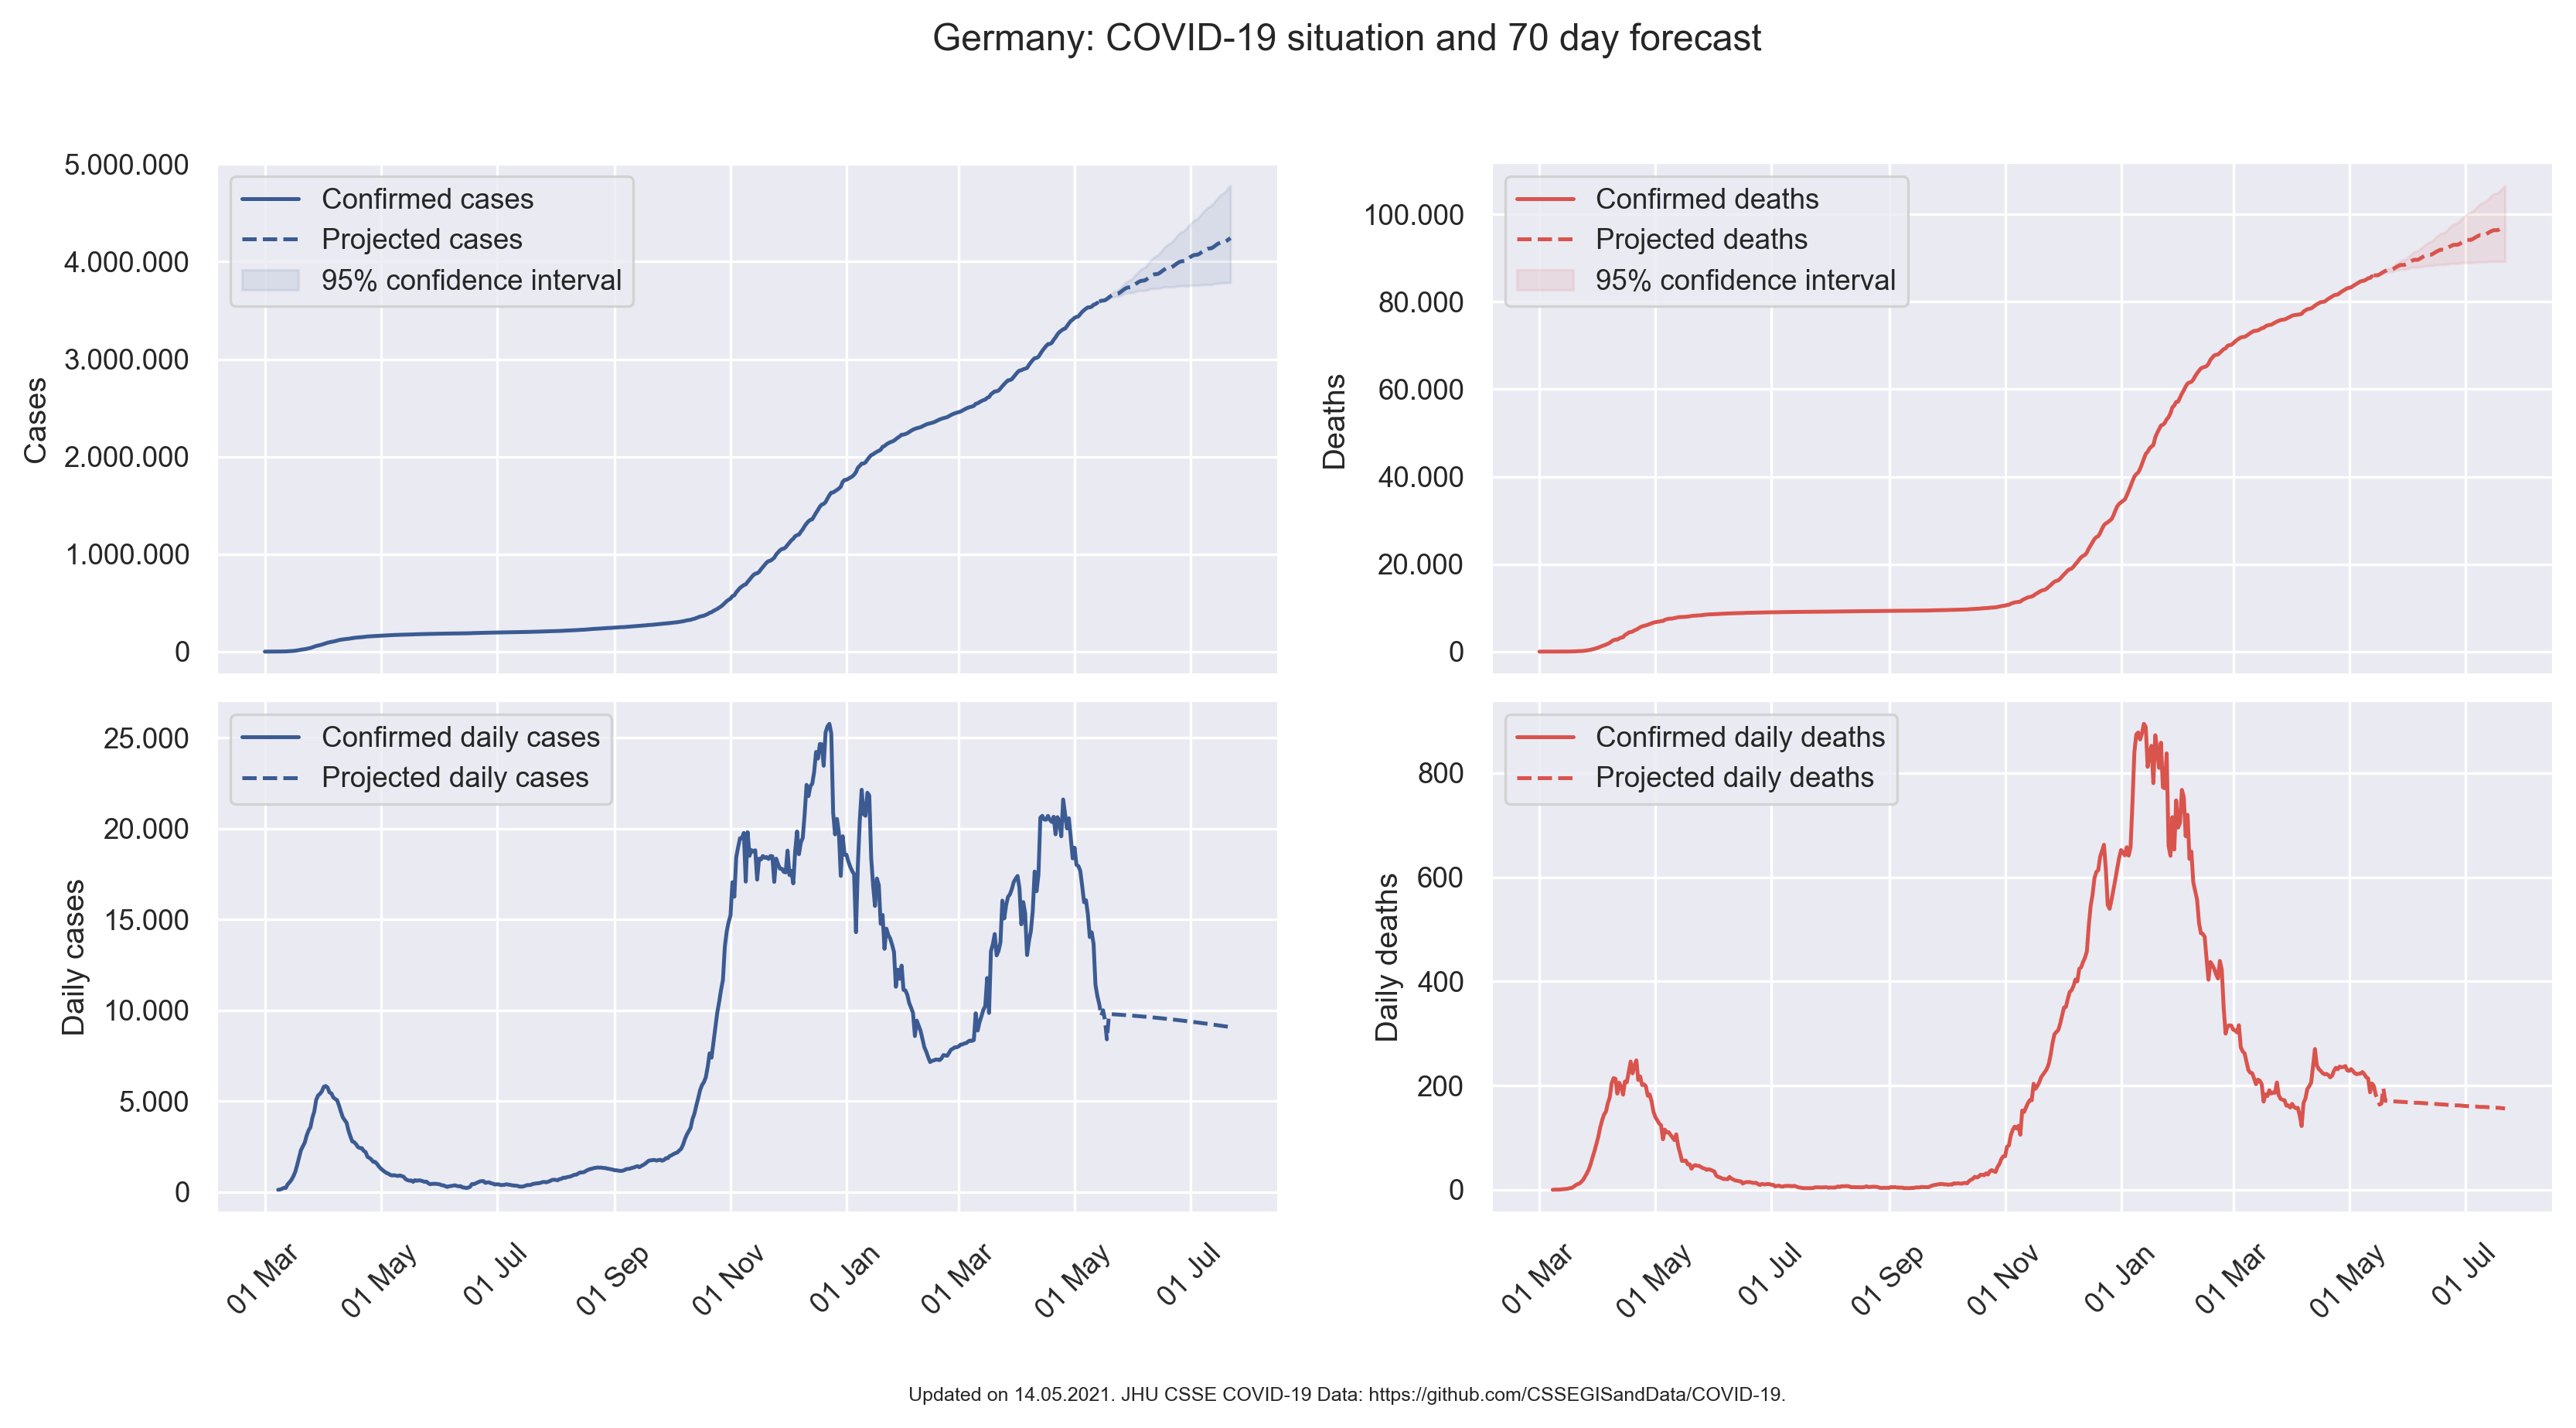 Germany: COVID-19 situation and 70 day forecast
5.000.000
4.000.000
3.000.000
2.000.000
1.000.000
0
Cases
Confirmed cases
Projected cases
95% confidence interval
100.000
80.000
60.000
40.000
20.000
0
Deaths
Confirmed deaths
Projected deaths
95% confidence interval
25.000
20.000
15.000
10.000
5.000
0
Daily cases
Confirmed daily cases
Projected daily cases
01 Mar
01 May
01 Jul
01 Sep
01 Nov
01 Jan
01 Mar
01 May
01 Jul
800
600
400
200
0
Daily deaths
Confirmed daily deaths
Projected daily deaths
01 Mar
01 May
01 Jul
01 Sep
01 Nov
01 Jan
01 Mar
01 May
01 Jul
Updated on 14.05.2021. JHU CSSE COVID-19 Data: https://github.com/CSSEGISandData/COVID-19.